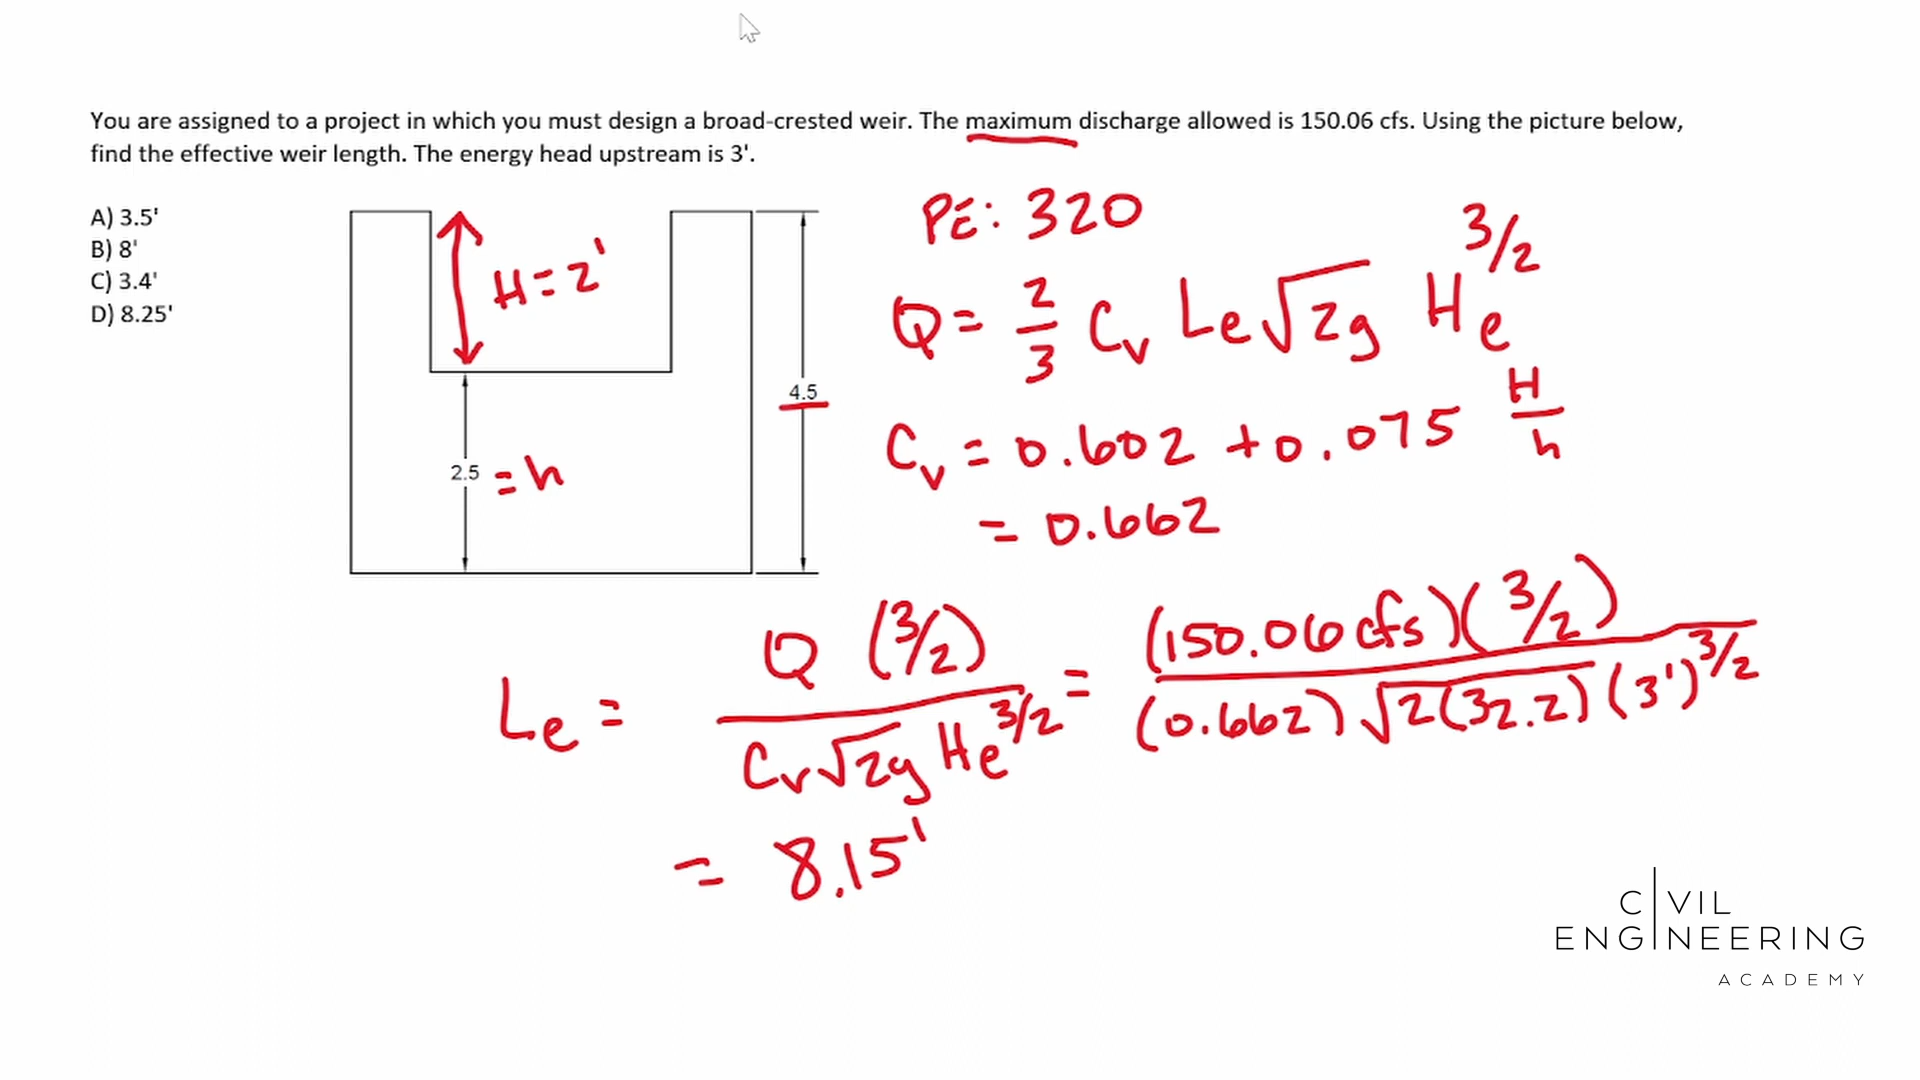 You are assigned to a project in which you must design a broad-crested weir. The maximum discharge allowed is 150.06 cfs. Using the picture below,
find the effective weir length. The energy head upstream is 3'.
A) 3.5'
B) 8'
C) 3.4'
D) 8.25'
H = 2'
4.5
2.5 = h
PE: 320
Q = 2/3 Cv Le √2g He^3/2
Cv = 0.602 + 0.075 H/h
= 0.662
Le = Q (3/2) / Cv √2g He^3/2 = (150.06 cfs)(3/2) / (0.662) √2(32.2) (3')^3/2
= 8.15'
CIVIL
ENGINEERING
ACADEMY